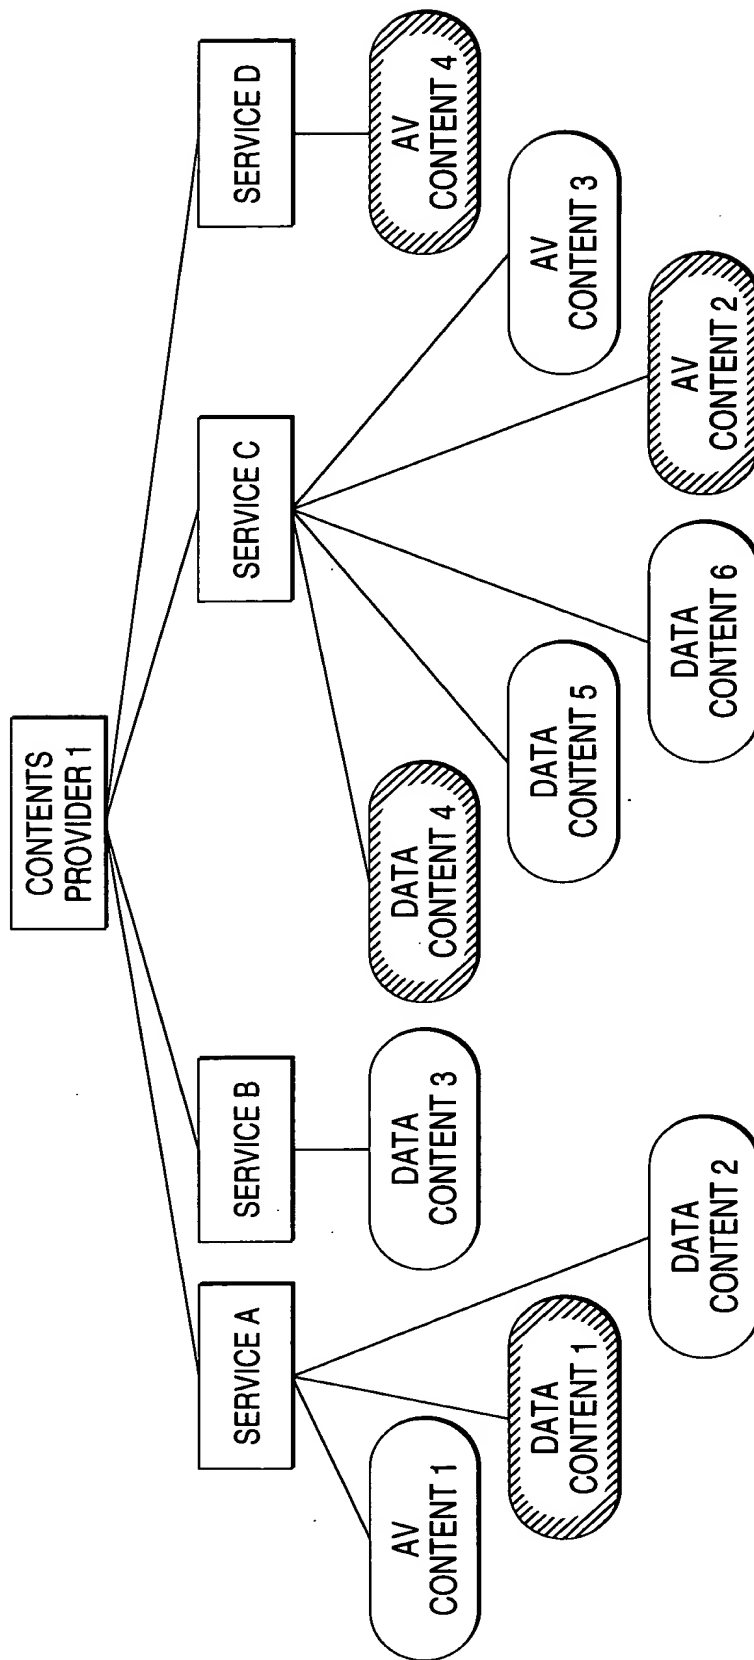 CONTENTS
PROVIDER 1
SERVICE A
SERVICE B
SERVICE C
SERVICE D
AV
CONTENT 1
DATA
CONTENT 3
DATA
CONTENT 4
AV
CONTENT 4
DATA
CONTENT 1
DATA
CONTENT 5
AV
CONTENT 3
DATA
CONTENT 2
DATA
CONTENT 6
AV
CONTENT 2